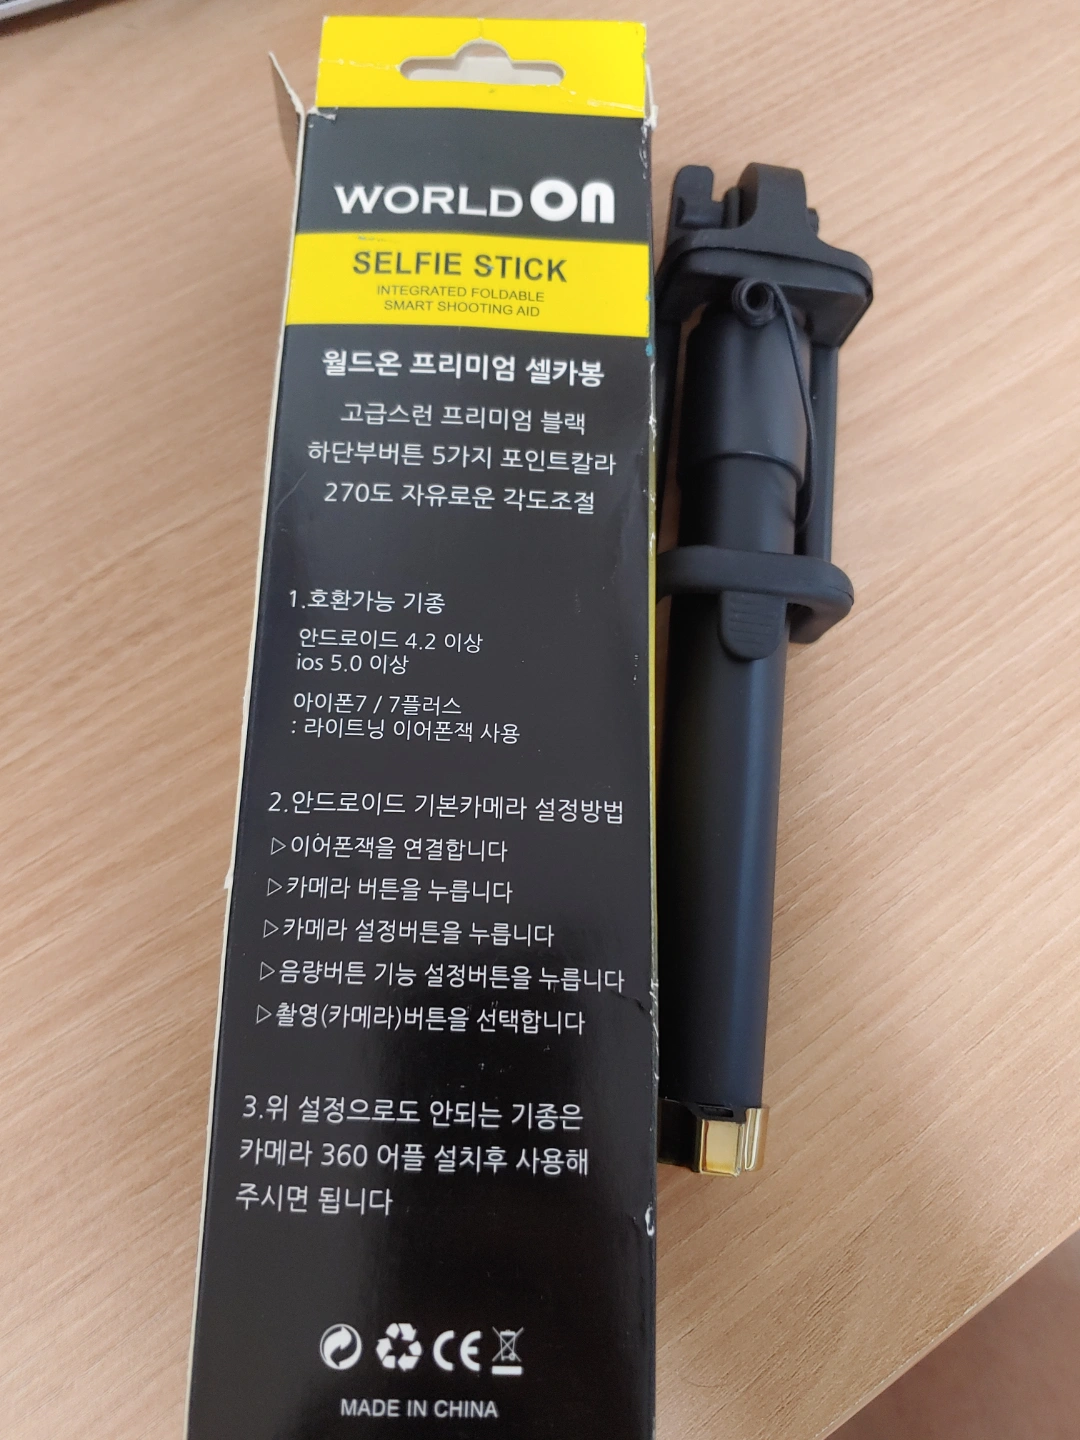 WORLD ON
SELFIE STICK
INTEGRATED FOLDABLE
SMART SHOOTING AID
월드온 프리미엄 셀카봉
고급스런 프리미엄 블랙
하단부버튼 5가지 포인트칼라
270도 자유로운 각도조절
1.호환가능 기종
안드로이드 4.2 이상
ios 5.0 이상
아이폰7 / 7플러스
: 라이트닝 이어폰잭 사용
2.안드로이드 기본카메라 설정방법
▷이어폰잭을 연결합니다
▷카메라 버튼을 누릅니다
▷카메라 설정버튼을 누릅니다
▷음량버튼 기능 설정버튼을 누릅니다
▷촬영(카메라)버튼을 선택합니다
3.위 설정으로도 안되는 기종은
카메라 360 어플 설치후 사용해
주시면 됩니다
CE
MADE IN CHINA